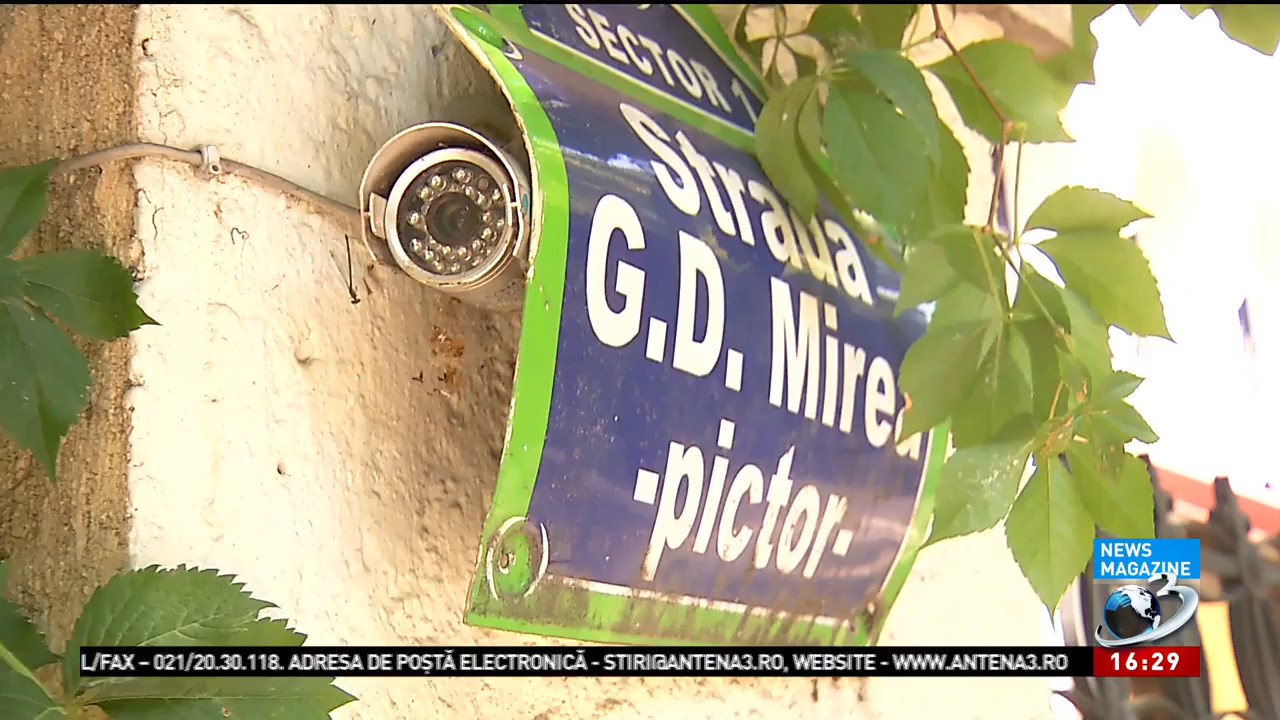 SECTOR 1
Strada
G.D. Mirea
-pictor-
NEWS
MAGAZINE
L/FAX – 021/20.30.118. ADRESA DE POȘTĂ ELECTRONICĂ - STIRI@ANTENA3.RO, WEBSITE - WWW.ANTENA3.RO
16:29